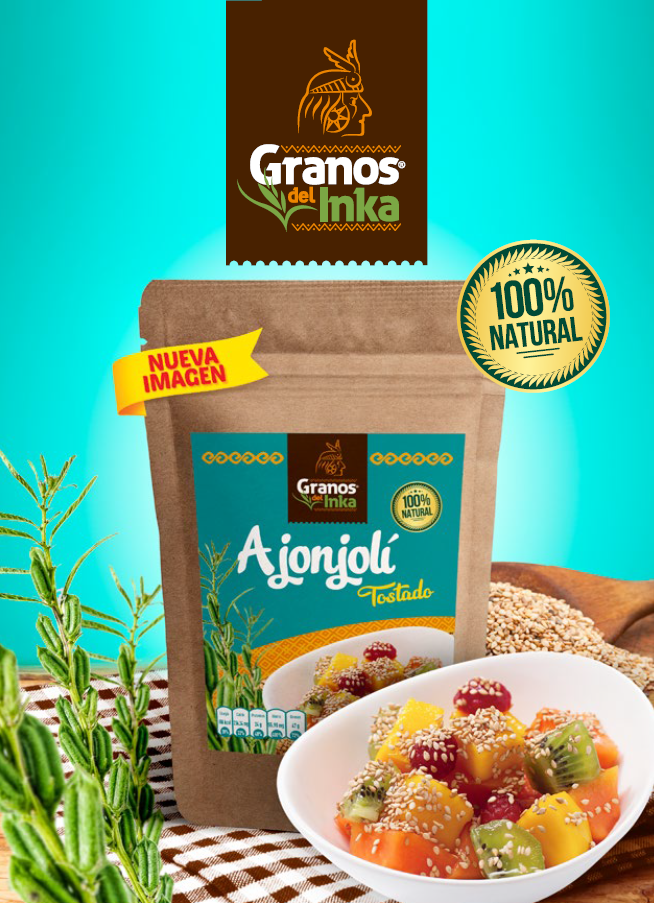 Granos®
del
Inka
100%
NATURAL
NUEVA
IMAGEN
Granos
del
Inka
100%
NATURAL
Ajonjolí
Tostado